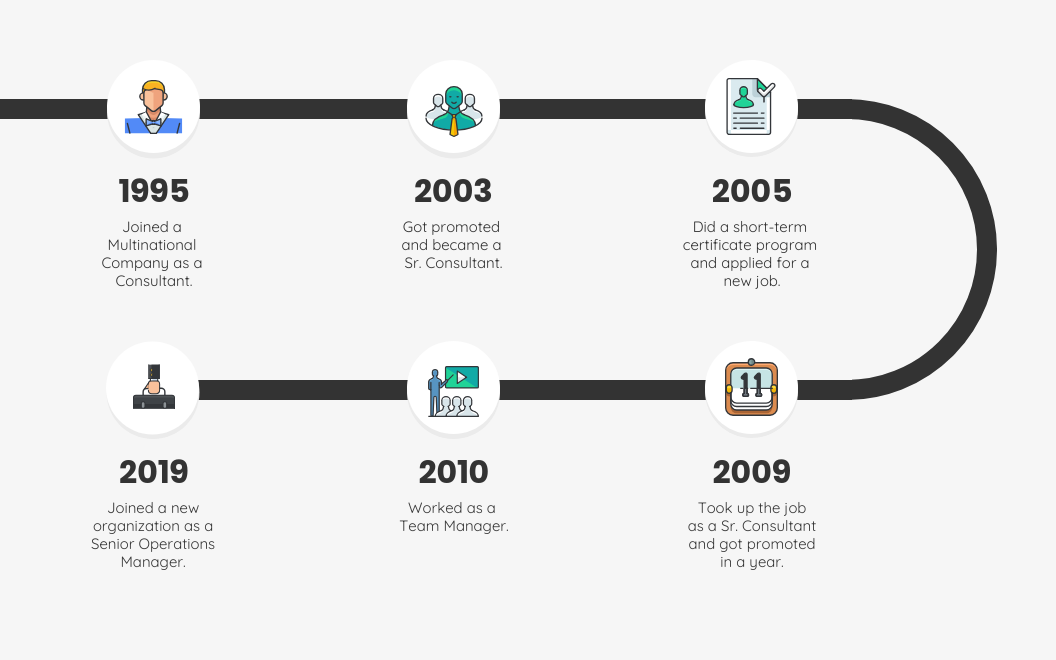 1995
Joined a
Multinational
Company as a
Consultant.
2003
Got promoted
and became a
Sr. Consultant.
2005
Did a short-term
certificate program
and applied for a
new job.
11
2009
Took up the job
as a Sr. Consultant
and got promoted
in a year.
2010
Worked as a
Team Manager.
2019
Joined a new
organization as a
Senior Operations
Manager.